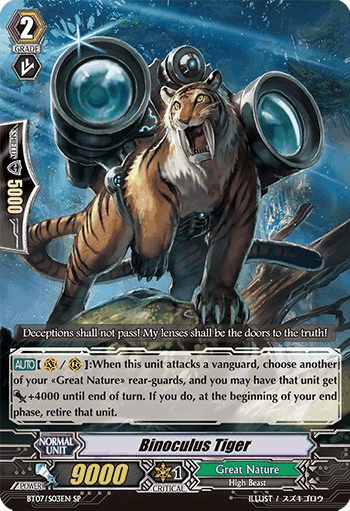 2
GRADE
SHIELD
5000
Deceptions shall not pass! My lenses shall be the doors to the truth!
AUTO [ / ]:When this unit attacks a vanguard, choose another
of your «Great Nature» rear-guards, and you may have that unit get
+4000 until end of turn. If you do, at the beginning of your end
phase, retire that unit.
NORMAL UNIT
Binoculus Tiger
POWER
9000
1
CRITICAL
Great Nature
High Beast
BT07/S03EN SP
ILLUST / スズキゴロウ